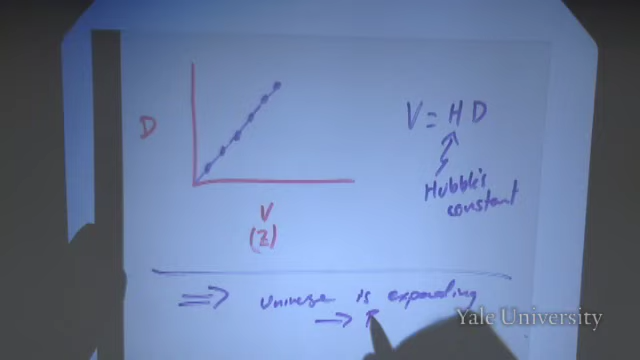 D
V = H D
Hubble's
constant
V
(Z)
⇒ universe is expanding
→
Yale University